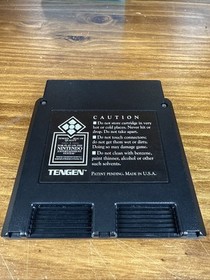 CAUTION
■ Do not store cartridge in very
hot or cold places. Never hit or
drop. Do not take apart.
■ Do not touch connectors;
do not get them wet or dirty.
Doing so may damage game.
■ Do not clean with benzene,
paint thinner, alcohol or other
such solvents.
NINTENDO
TENGEN
PATENT PENDING. MADE IN U.S.A.